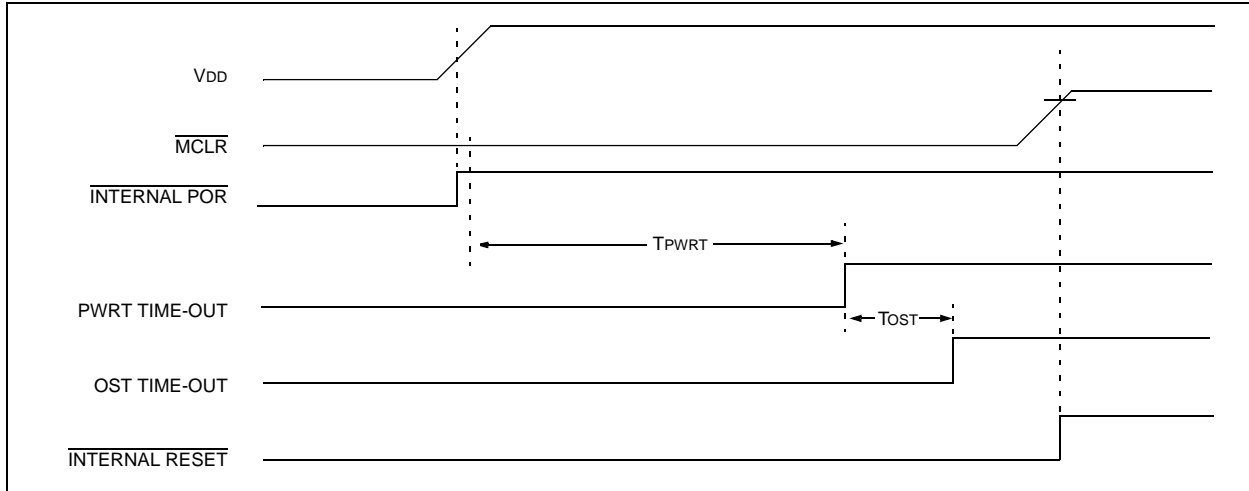 VDD
MCLR
INTERNAL POR
TPWRT
PWRT TIME-OUT
TOST
OST TIME-OUT
INTERNAL RESET